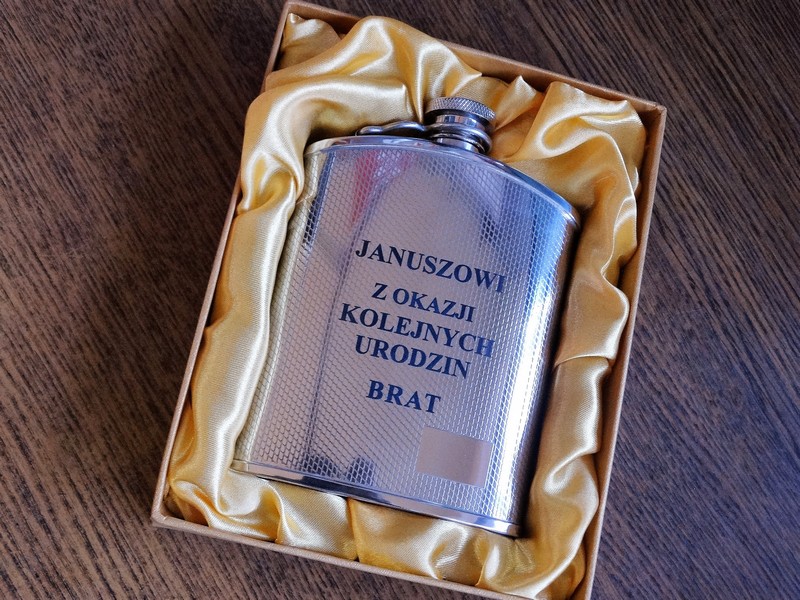 JANUSZOWI
Z OKAZJI
KOLEJNYCH
URODZIN
BRAT